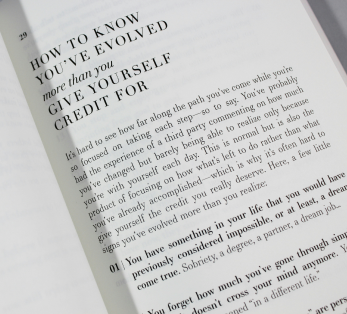 29
HOW TO KNOW
YOU'VE EVOLVED
more than you
GIVE YOURSELF
CREDIT FOR
It's hard to see how far along the path you've come while you're
so focused on taking each step—so to say. You've probably
had the experience of a third party commenting on how much
you've changed but barely being able to realize only because
you're with yourself each day. This is normal but is also the
product of focusing on how what's left to do rather than what
you've already accomplished—which is why it's often hard to
give yourself the credit you really deserve. Here, a few little
signs you've evolved more than you realize:
01 You have something in your life that you would have
previously considered impossible, or at least, a dream
come true. Sobriety, a degree, a partner, a dream job...
You forget how much you've gone through simp
doesn't cross your mind anymore. Yo
oned "in a different life."
are pers